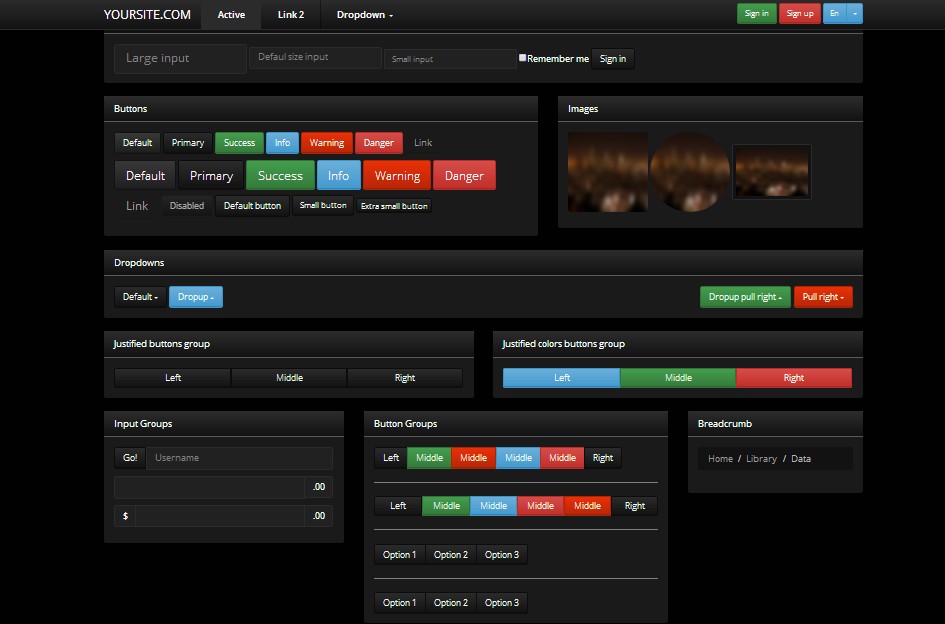 YOURSITE.COM Active Link 2 Dropdown Sign in Sign up En
Large input Defaul size input Small input Remember me Sign in
Buttons Images
Default Primary Success Info Warning Danger Link
Default Primary Success Info Warning Danger
Link Disabled Default button Small button Extra small button
Dropdowns
Default Dropup Dropup pull right Pull right
Justified buttons group Justified colors buttons group
Left Middle Right Left Middle Right
Input Groups Button Groups Breadcrumb
Go! Username Left Middle Middle Middle Middle Right Home / Library / Data
.00
Left Middle Middle Middle Middle Right
$ .00
Option 1 Option 2 Option 3
Option 1 Option 2 Option 3